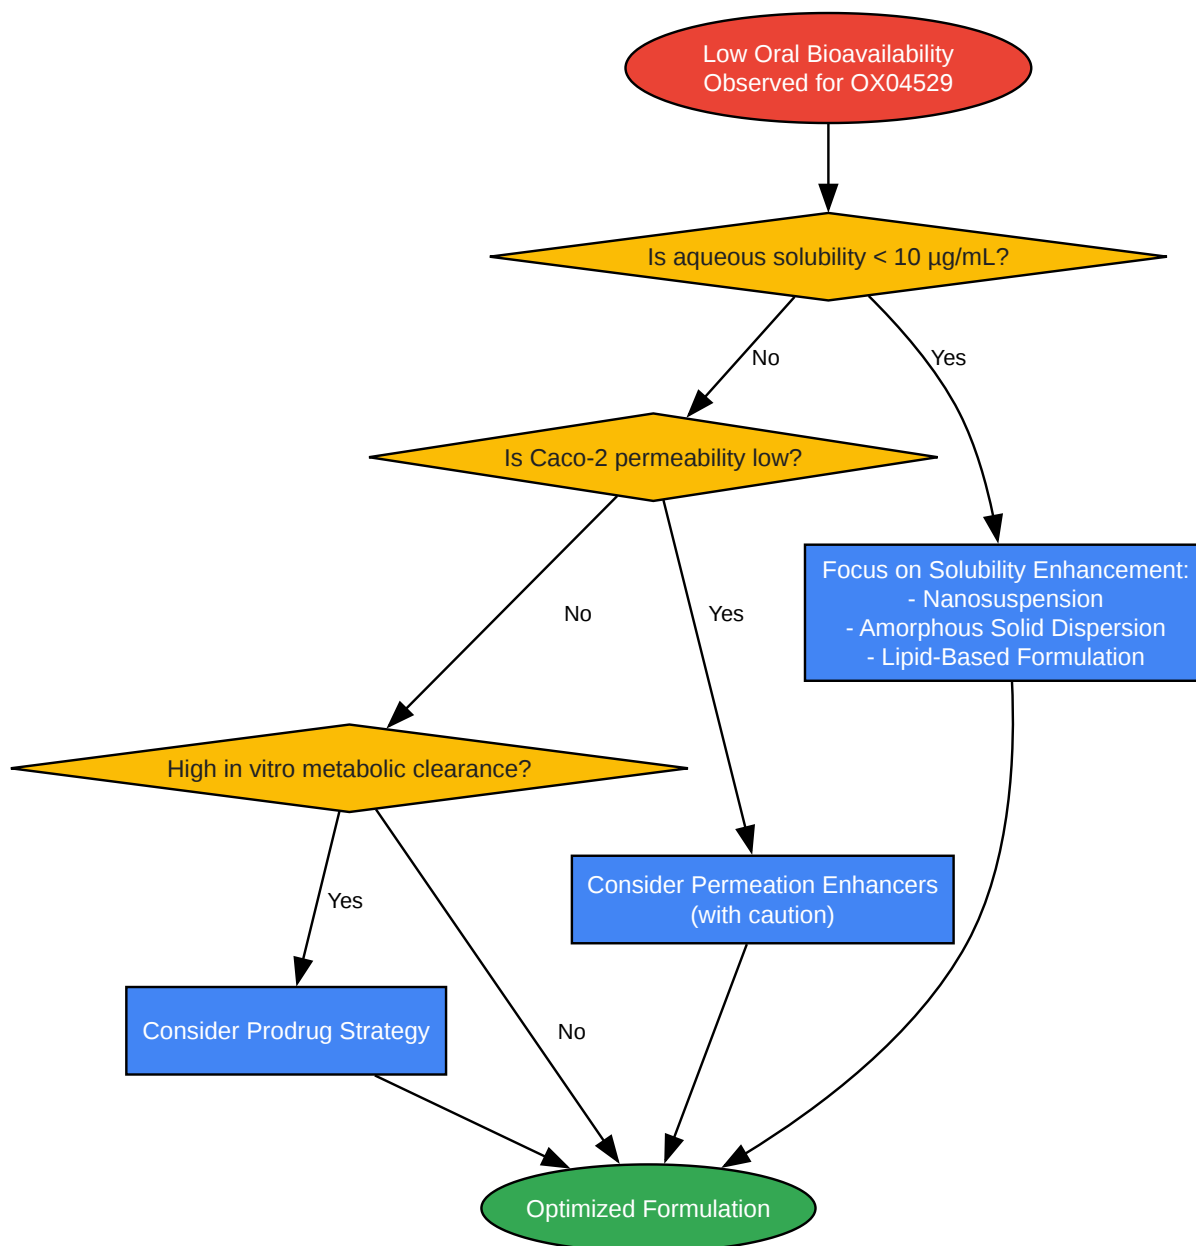 Low Oral Bioavailability
Observed for OX04529
Is aqueous solubility < 10 µg/mL?
No
Yes
Is Caco-2 permeability low?
Focus on Solubility Enhancement:
- Nanosuspension
- Amorphous Solid Dispersion
- Lipid-Based Formulation
No
Yes
High in vitro metabolic clearance?
Consider Permeation Enhancers
(with caution)
Yes
Consider Prodrug Strategy
No
Optimized Formulation